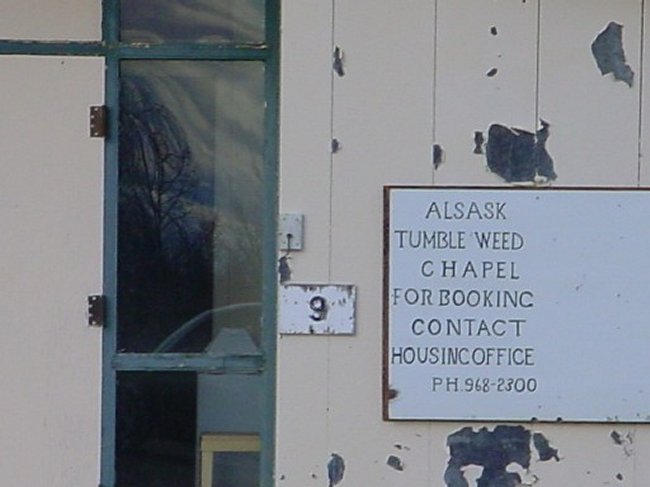 9
ALSASK
TUMBLE WEED
CHAPEL
FOR BOOKING
CONTACT
HOUSING OFFICE
PH. 968-2300